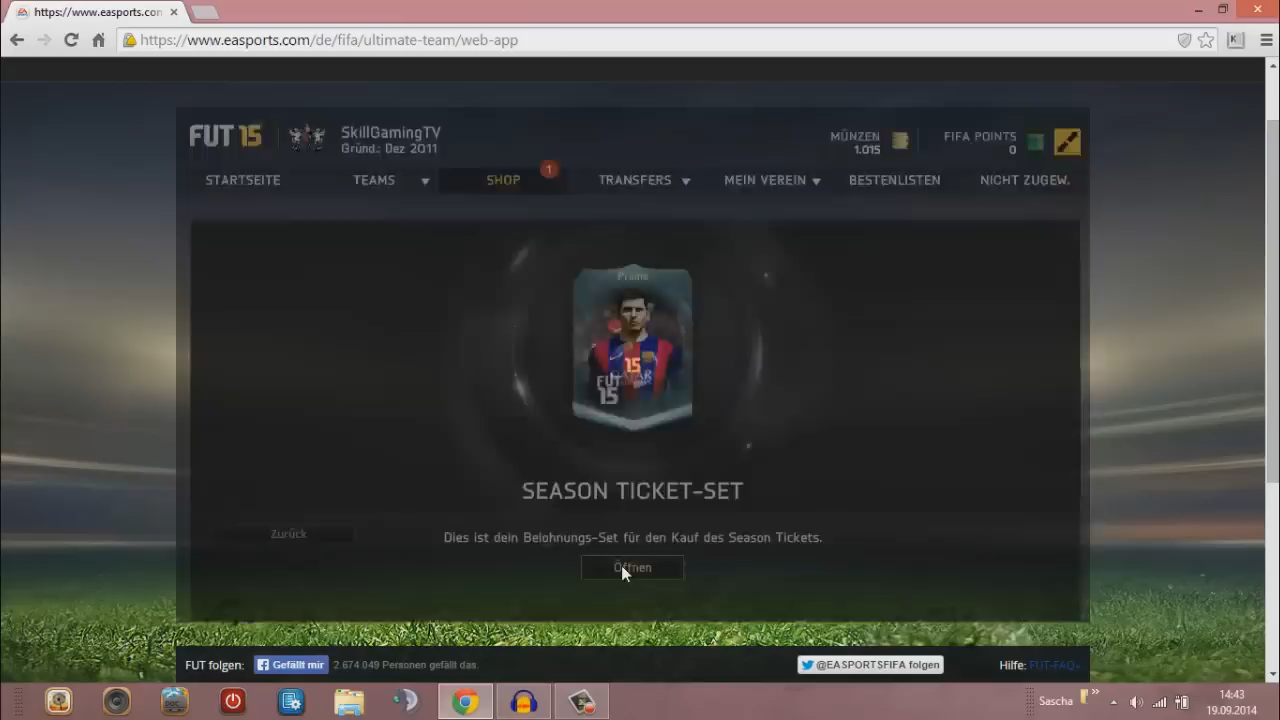 https://www.easports.con
https://www.easports.com/de/fifa/ultimate-team/web-app
FUT 15
SkillGamingTV
Gründ.: Dez 2011
MÜNZEN
1.015
FIFA POINTS
0
STARTSEITE
TEAMS
SHOP
1
TRANSFERS
MEIN VEREIN
BESTENLISTEN
NICHT ZUGEW.
FUT
15
SEASON TICKET-SET
Zurück
Dies ist dein Belohnungs-Set für den Kauf des Season Tickets.
Öffnen
FUT folgen:
Gefällt mir
2.674.049 Personen gefällt das.
@EASPORTSFIFA folgen
Hilfe: FUT-FAQ»
Sascha
14:43
19.09.2014